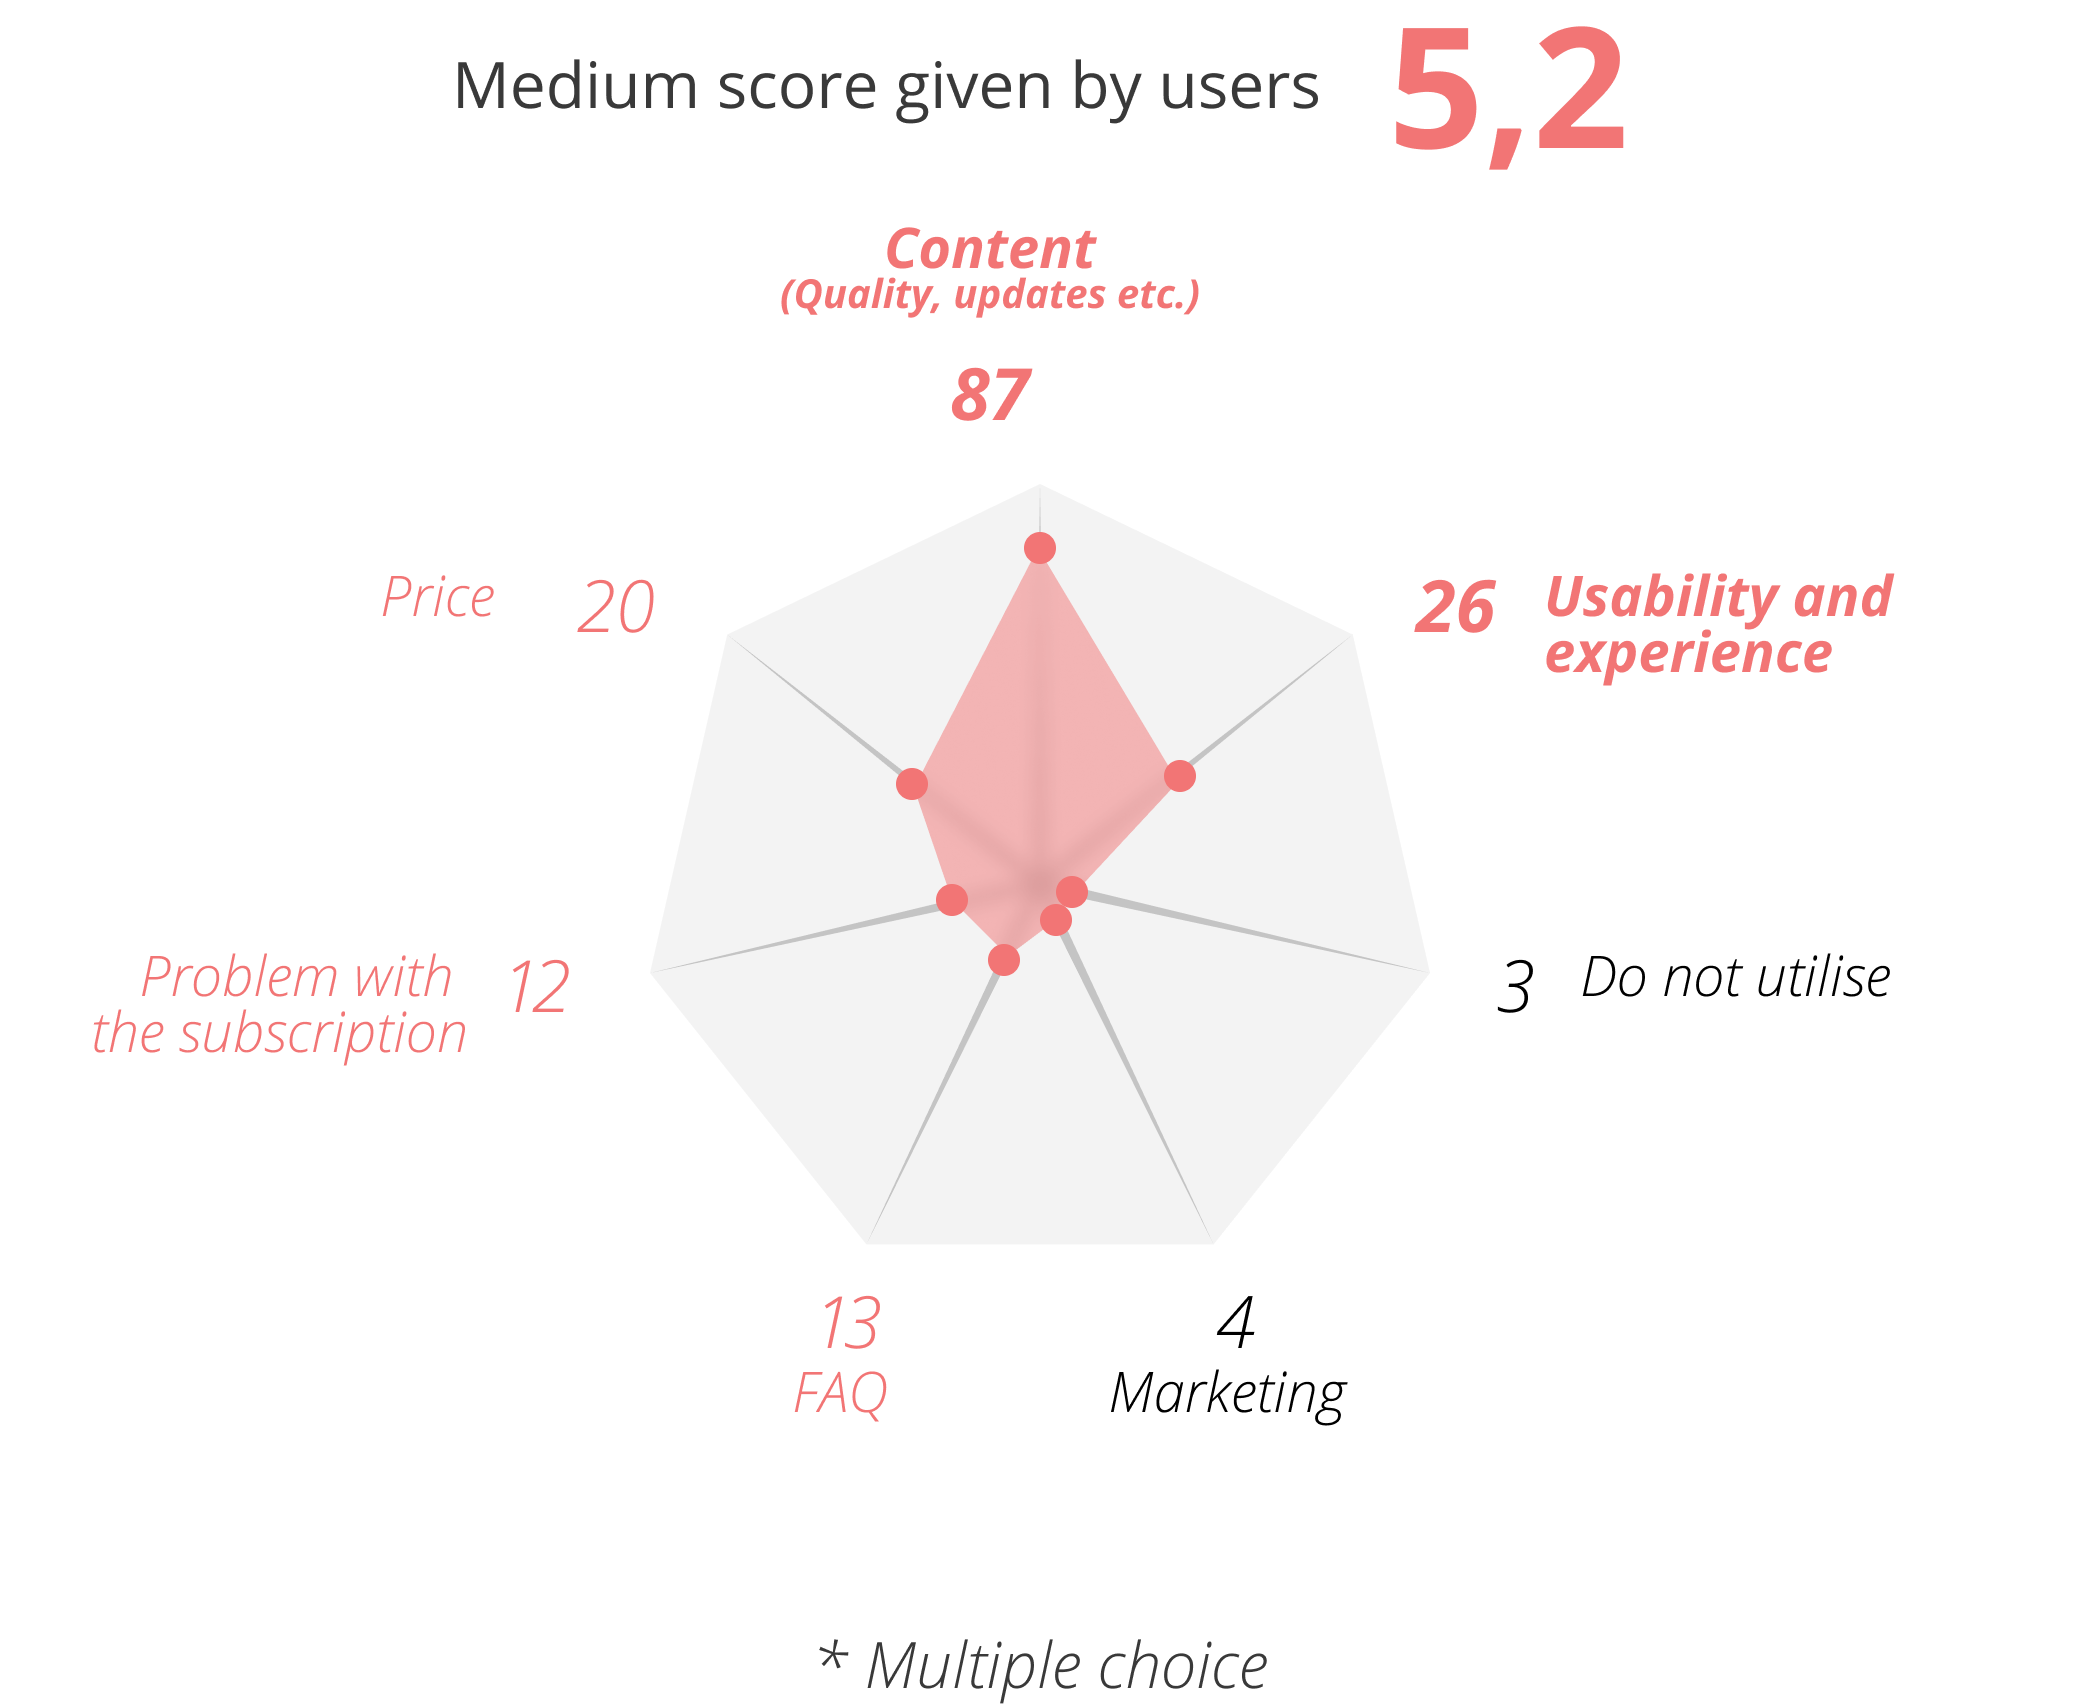 Medium score given by users 5,2
Content
(Quality, updates etc.)
87
Price 20
26 Usability and
experience
Problem with
the subscription
12
3 Do not utilise
13
FAQ
4
Marketing
* Multiple choice